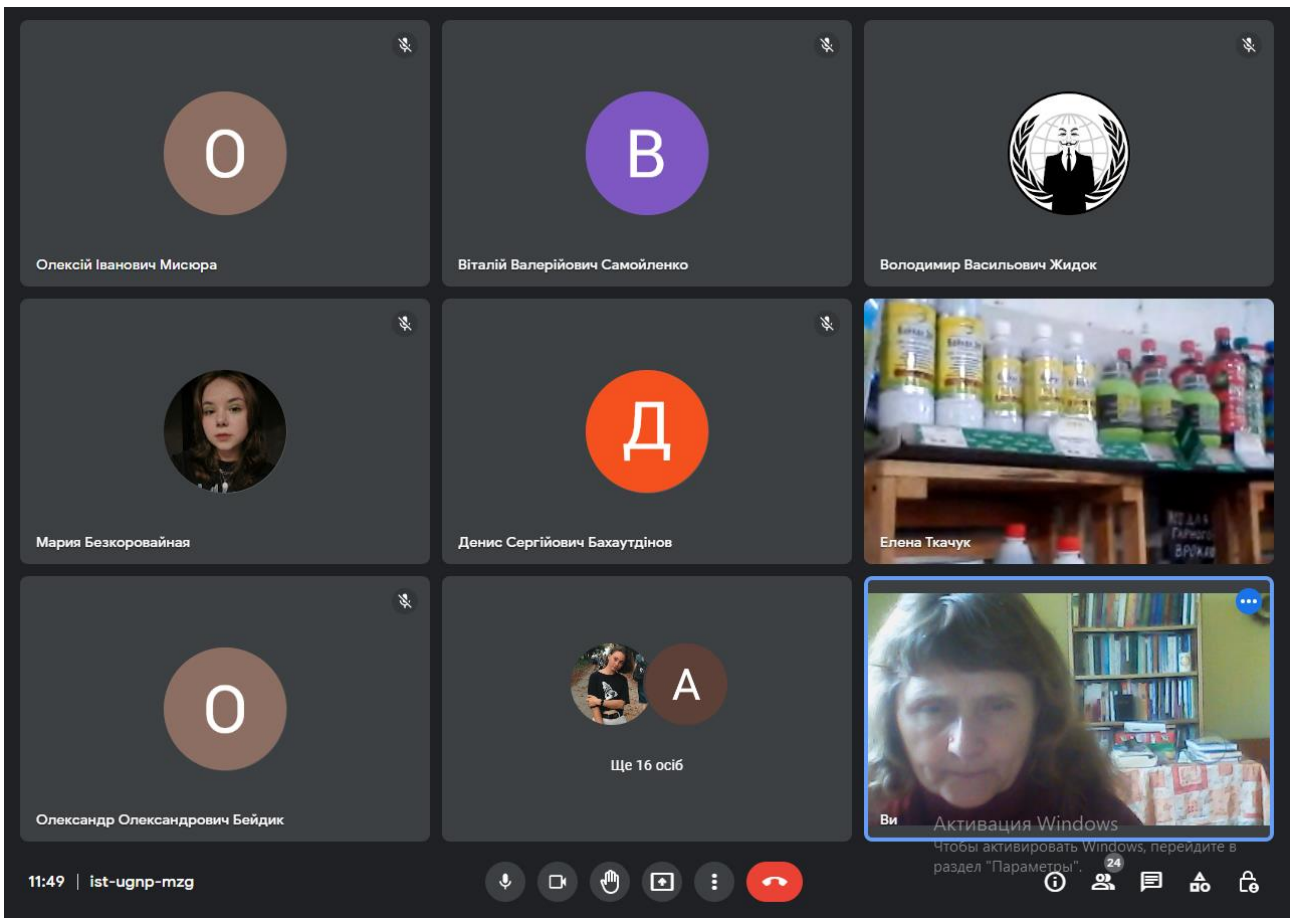 О
Олексій Іванович Мисюра
В
Віталій Валерійович Самойленко
Володимир Васильович Жидок
Мария Безкоровайная
Д
Денис Сергійович Бахаутдінов
Елена Ткачук
О
Олександр Олександрович Бейдик
А
Ще 16 осіб
Ви
Активация Windows
Чтобы активировать Windows, перейдите в
раздел "Параметры".
11:49 | ist-ugnp-mzg
24